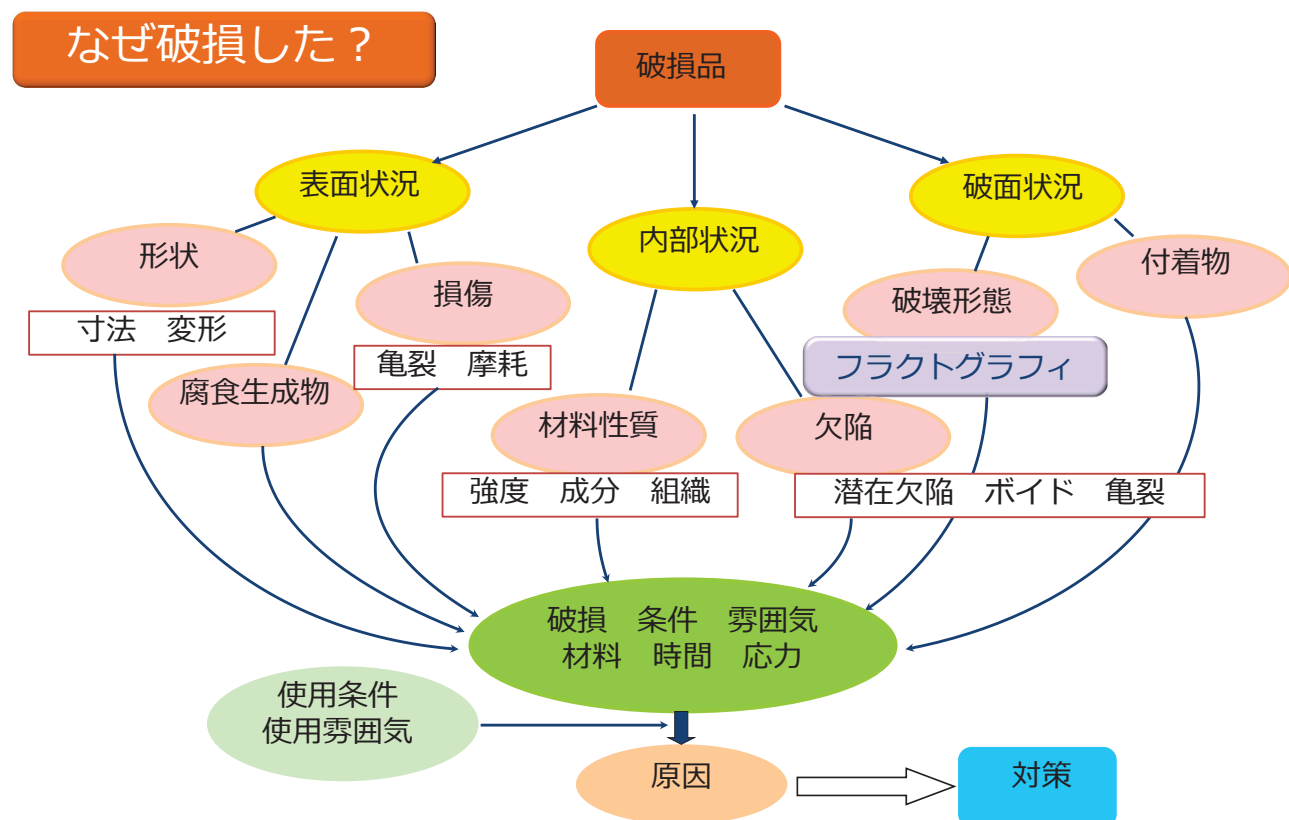 なぜ破損した？
破損品
表面状況
破面状況
内部状況
形状
付着物
損傷
破壊形態
寸法　変形
亀裂　摩耗
フラクトグラフィ
腐食生成物
材料性質
欠陥
強度　成分　組織
潜在欠陥　ボイド　亀裂
破損　条件　雰囲気
材料　時間　応力
使用条件
使用雰囲気
原因
対策